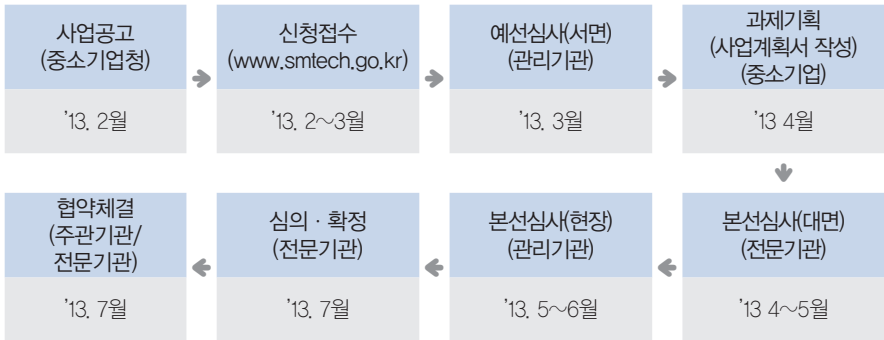 사업공고
(중소기업청)
'13. 2월
신청접수
(www.smtech.go.kr)
'13. 2~3월
예선심사(서면)
(관리기관)
'13. 3월
과제기획
(사업계획서 작성)
(중소기업)
'13 4월
본선심사(대면)
(전문기관)
'13 4~5월
본선심사(현장)
(관리기관)
'13. 5~6월
심의 · 확정
(전문기관)
'13. 7월
협약체결
(주관기관/
전문기관)
'13. 7월